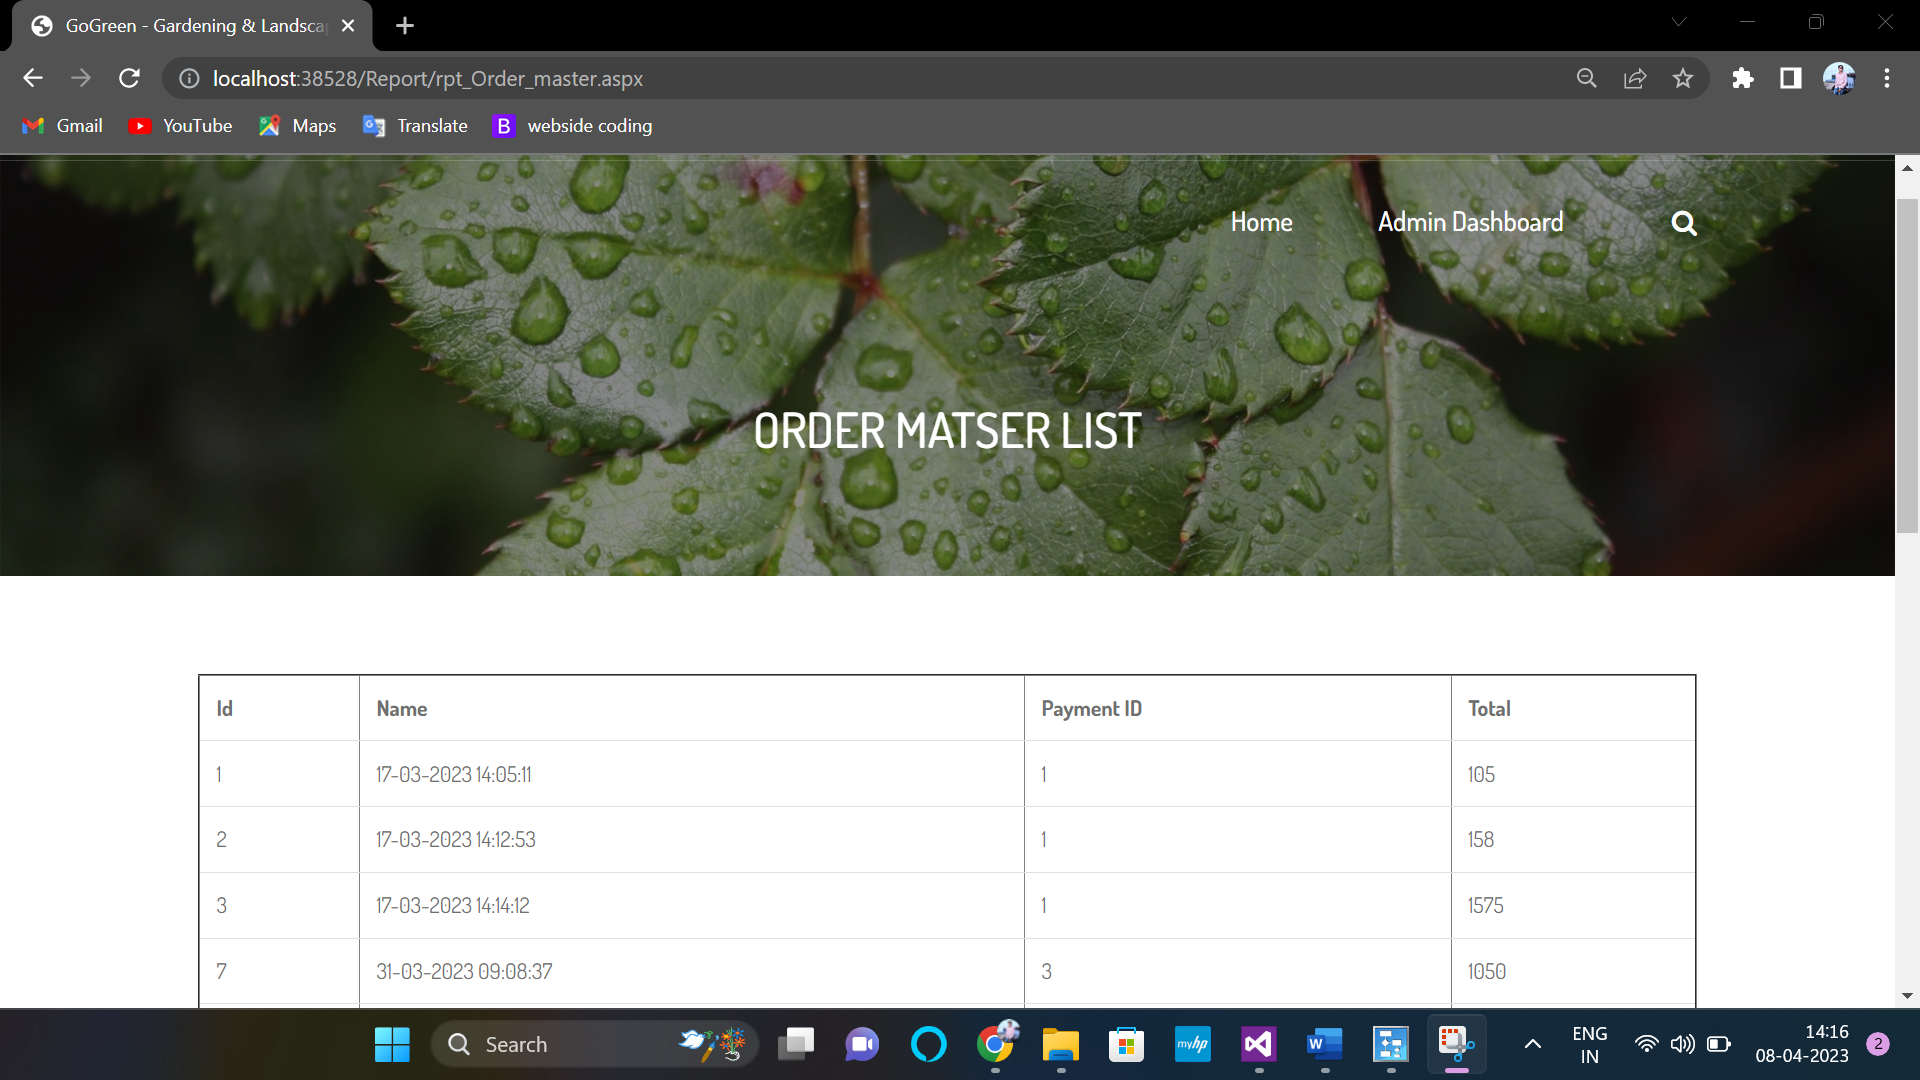 GoGreen - Gardening & Landsca
localhost:38528/Report/rpt_Order_master.aspx
Gmail YouTube Maps Translate B webside coding
Home Admin Dashboard
ORDER MATSER LIST
Id Name Payment ID Total
1 17-03-2023 14:05:11 1 105
2 17-03-2023 14:12:53 1 158
3 17-03-2023 14:14:12 1 1575
7 31-03-2023 09:08:37 3 1050
Search myhp W ENG 14:16
IN 08-04-2023 2